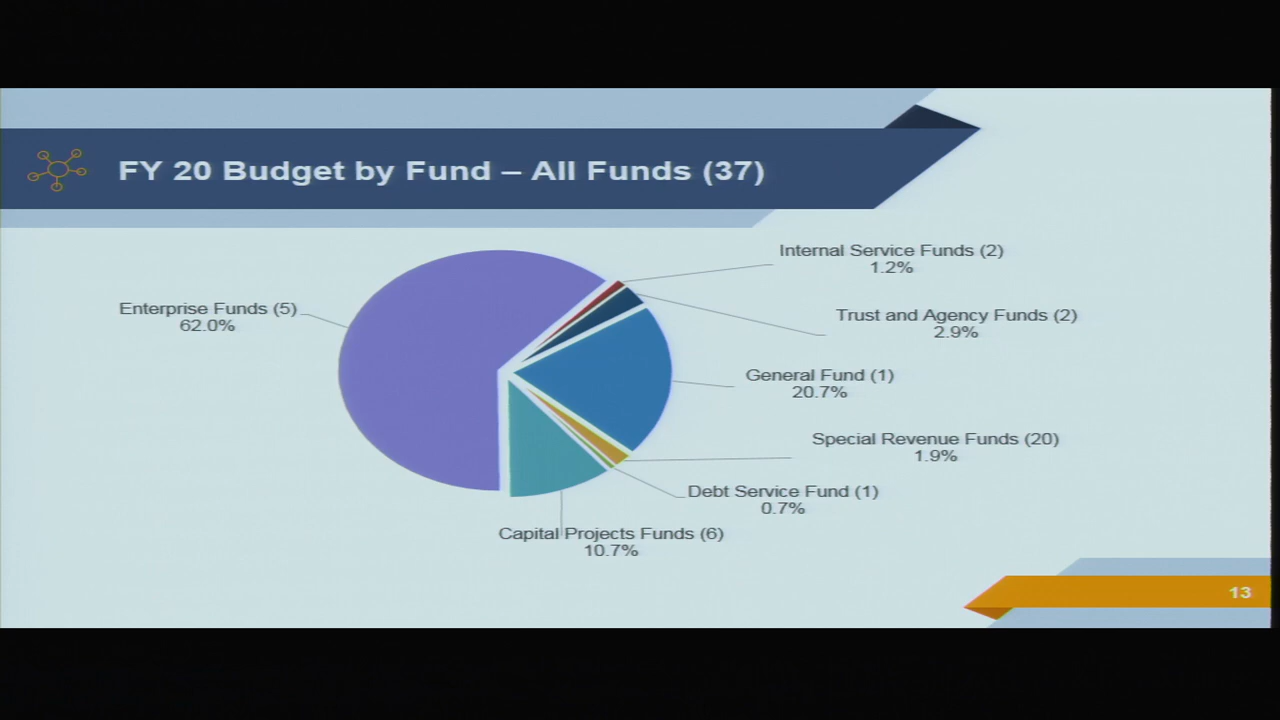 FY 20 Budget by Fund – All Funds (37)
Internal Service Funds (2)
1.2%
Enterprise Funds (5)
62.0%
Trust and Agency Funds (2)
2.9%
General Fund (1)
20.7%
Special Revenue Funds (20)
1.9%
Debt Service Fund (1)
0.7%
Capital Projects Funds (6)
10.7%
13